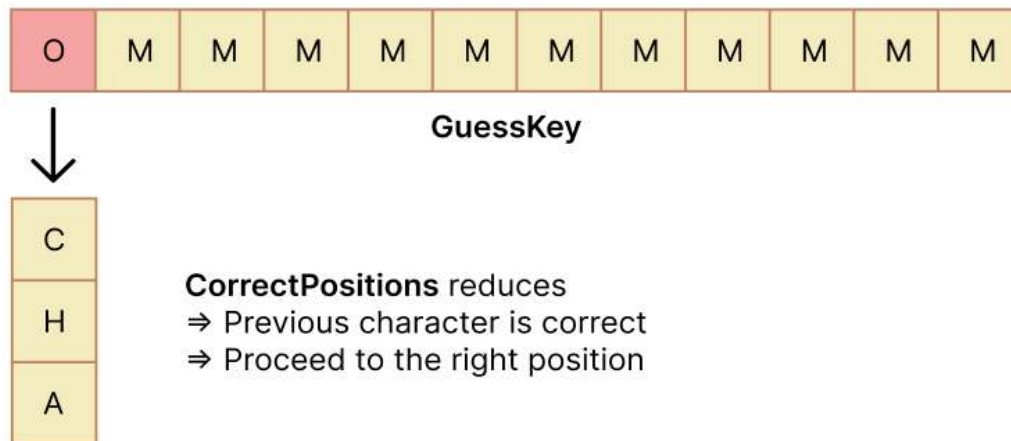 O M M M M M M M M M M M
GuessKey
C
H
A
CorrectPositions reduces
⇒ Previous character is correct
⇒ Proceed to the right position